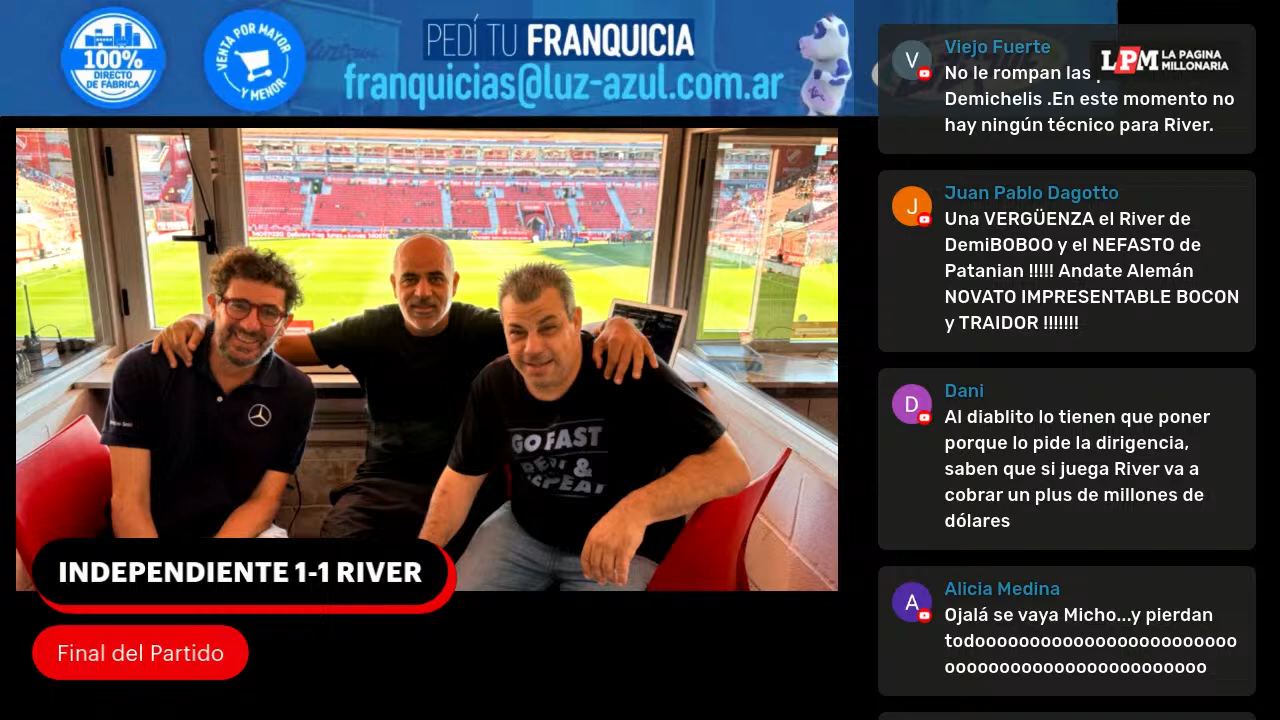 100%
DIRECTO
DE FÁBRICA
VENTA POR MAYOR
Y MENOR
PEDÍ TU FRANQUICIA
franquicias@luz-azul.com.ar
LPM LA PAGINA
MILLONARIA
GO FAST
&
INDEPENDIENTE 1-1 RIVER
Final del Partido
V
Viejo Fuerte
No le rompan las
Demichelis .En este momento no
hay ningún técnico para River.
J
Juan Pablo Dagotto
Una VERGÜENZA el River de
DemiBOBOO y el NEFASTO de
Patanian !!!!! Andate Alemán
NOVATO IMPRESENTABLE BOCON
y TRAIDOR !!!!!!!
D
Dani
Al diablito lo tienen que poner
porque lo pide la dirigencia,
saben que si juega River va a
cobrar un plus de millones de
dólares
A
Alicia Medina
Ojalá se vaya Micho...y pierdan
todoooooooooooooooooooooooo
oooooooooooooooooooooooo